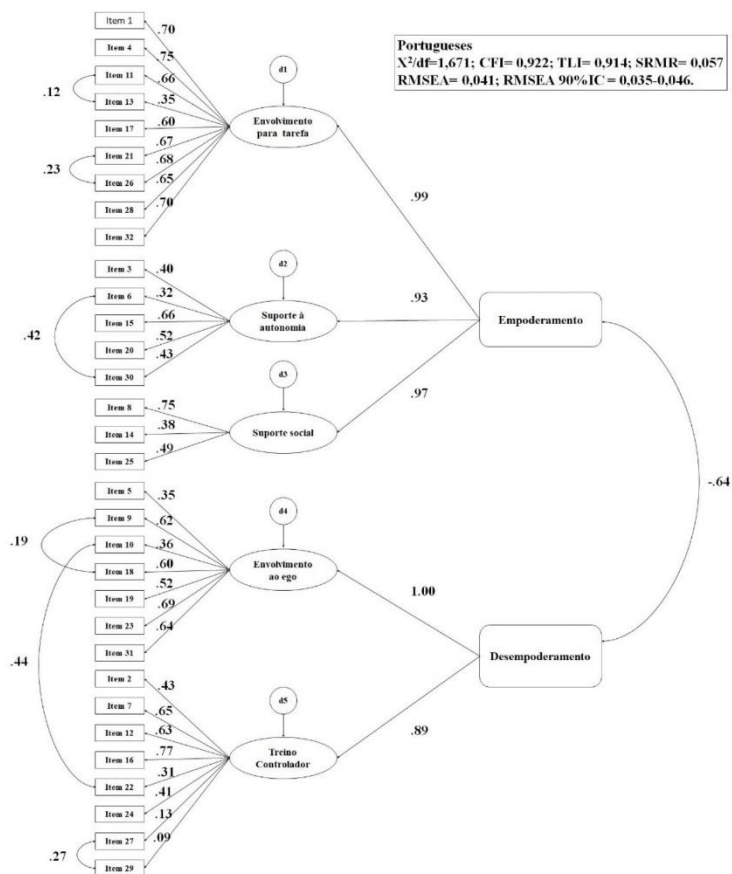 Portugueses
X²/df=1,671; CFI= 0,922; TLI= 0,914; SRMR= 0,057
RMSEA= 0,041; RMSEA 90%IC = 0,035-0,046.
Item 1
.70
Item 4
.75
Item 11
.66
.12
Item 13
.35
Item 17
.60
Item 21
.67
.23
Item 26
.68
Item 28
.65
Item 32
.70
d1
Envolvimento
para tarefa
.99
Item 3
.40
Item 6
.32
Item 15
.66
.42
Item 20
.52
Item 30
.43
d2
Suporte à
autonomia
.93
Empoderamento
Item 8
.75
Item 14
.38
Item 25
.49
d3
Suporte social
.97
-.64
Item 5
.35
Item 9
.62
Item 10
.36
.19
Item 18
.60
Item 19
.52
Item 23
.69
Item 31
.64
d4
Envolvimento
ao ego
1.00
Desempoderamento
.44
Item 2
.43
Item 7
.65
Item 12
.63
Item 16
.77
Item 22
.31
Item 24
.41
Item 27
.13
.27
Item 29
.09
d5
Treino
Controlador
.89